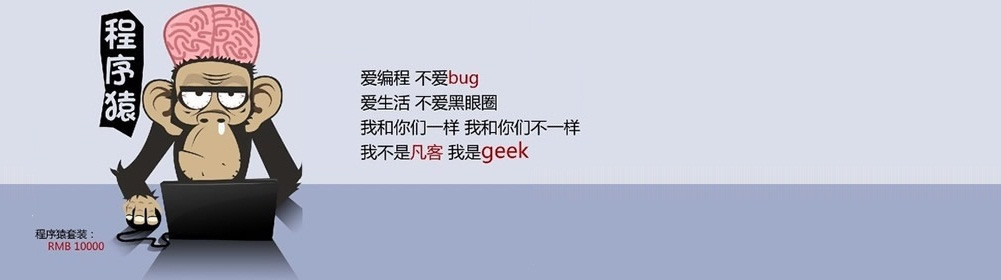 程序猿
爱编程 不爱bug
爱生活 不爱黑眼圈
我和你们一样 我和你们不一样
我不是凡客 我是geek
程序猿套装：
RMB 10000